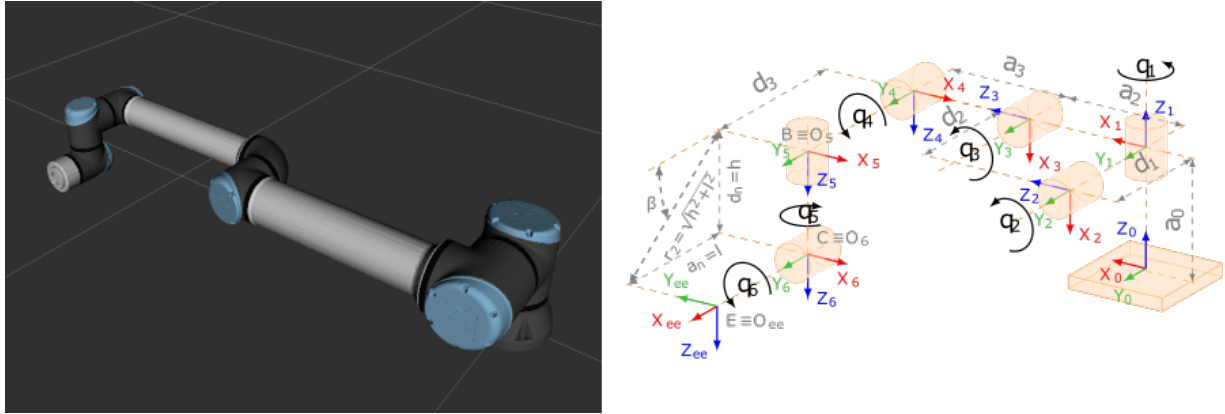 q₁
a₃
d₃
a₂
Z₁
Y₄
X₄
Z₃
q₄
d₂
X₁
Z₄
B≡O₅
Y₅
X₅
q₃
Y₃
X₃
Y₁
d₁
Z₅
Z₂
Y₂
a₀
β
r₂=√h²+l²
dₙ=h
q₅
q₂
X₂
Z₀
C≡O₆
aₙ=l
X₀
Y₀
Y₆
X₆
Z₆
Yee
q₆
Xee
E≡Oee
Zee